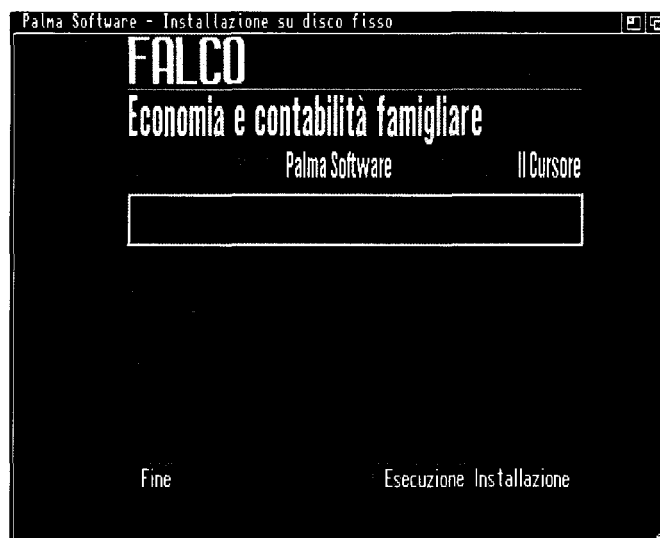 Palma Software - Installazione su disco fisso
FALCO
Economia e contabilità famigliare
Palma Software Il Cursore
Fine Esecuzione Installazione